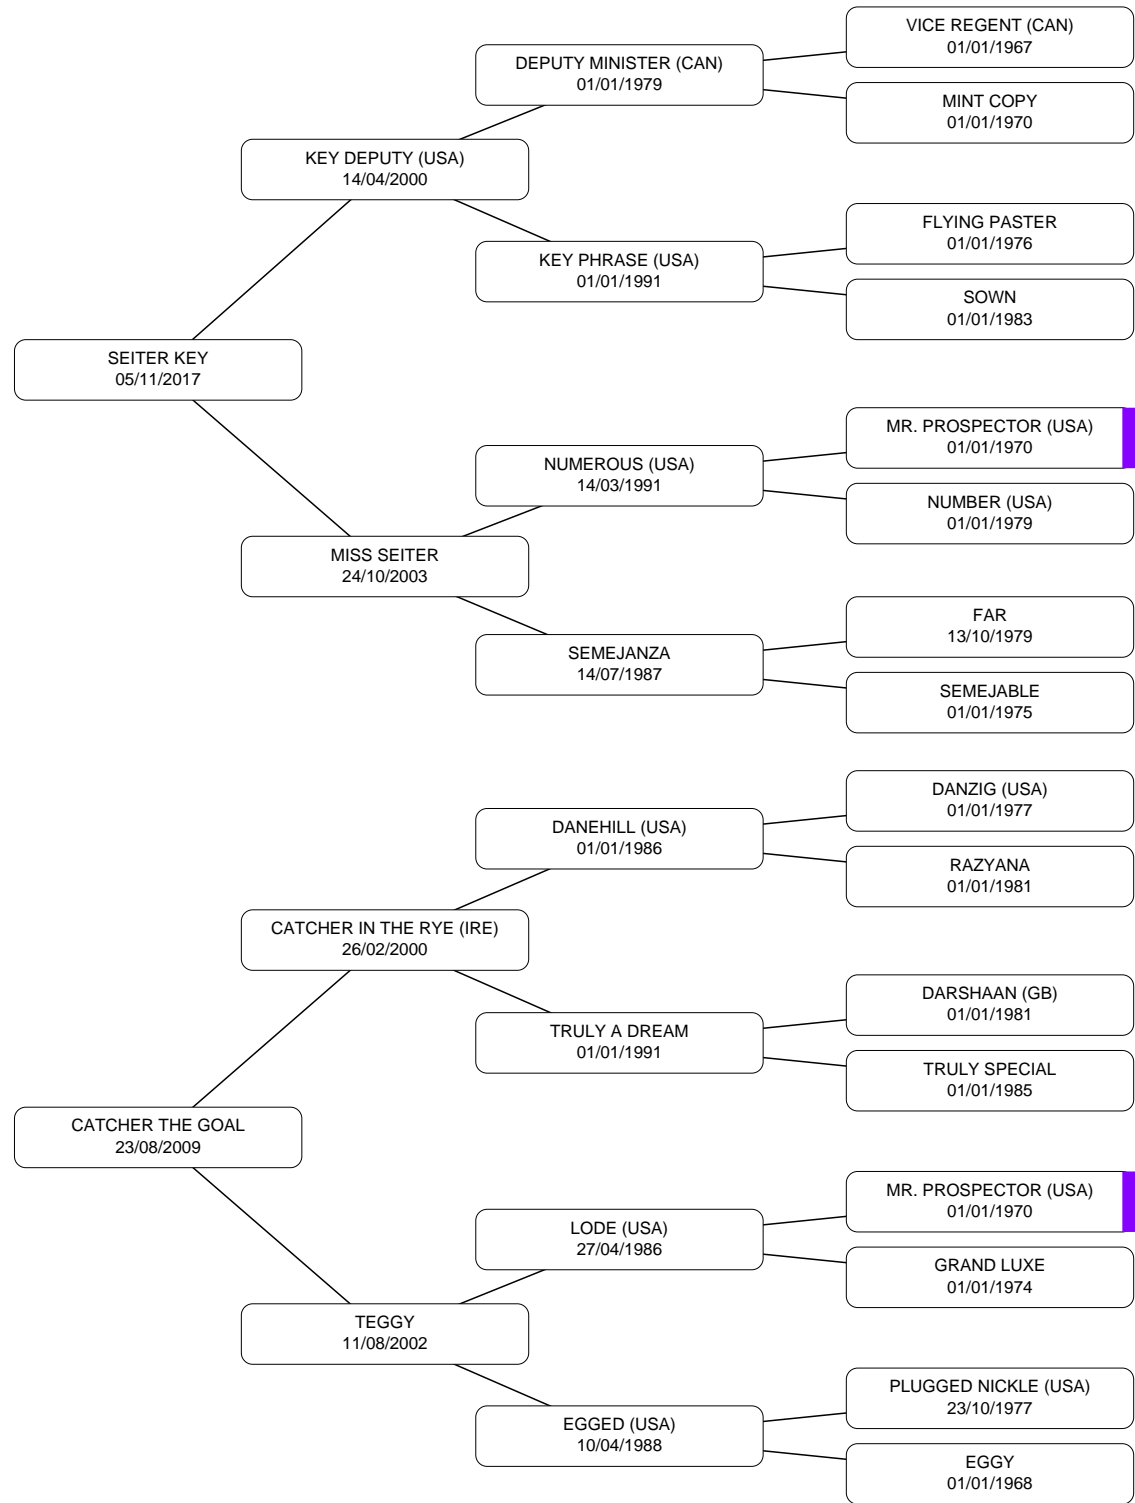 VICE REGENT (CAN)
01/01/1967
DEPUTY MINISTER (CAN)
01/01/1979
MINT COPY
01/01/1970
KEY DEPUTY (USA)
14/04/2000
FLYING PASTER
01/01/1976
KEY PHRASE (USA)
01/01/1991
SOWN
01/01/1983
SEITER KEY
05/11/2017
MR. PROSPECTOR (USA)
01/01/1970
NUMEROUS (USA)
14/03/1991
NUMBER (USA)
01/01/1979
MISS SEITER
24/10/2003
FAR
13/10/1979
SEMEJANZA
14/07/1987
SEMEJABLE
01/01/1975
DANZIG (USA)
01/01/1977
DANEHILL (USA)
01/01/1986
RAZYANA
01/01/1981
CATCHER IN THE RYE (IRE)
26/02/2000
DARSHAAN (GB)
01/01/1981
TRULY A DREAM
01/01/1991
TRULY SPECIAL
01/01/1985
CATCHER THE GOAL
23/08/2009
MR. PROSPECTOR (USA)
01/01/1970
LODE (USA)
27/04/1986
GRAND LUXE
01/01/1974
TEGGY
11/08/2002
PLUGGED NICKLE (USA)
23/10/1977
EGGED (USA)
10/04/1988
EGGY
01/01/1968